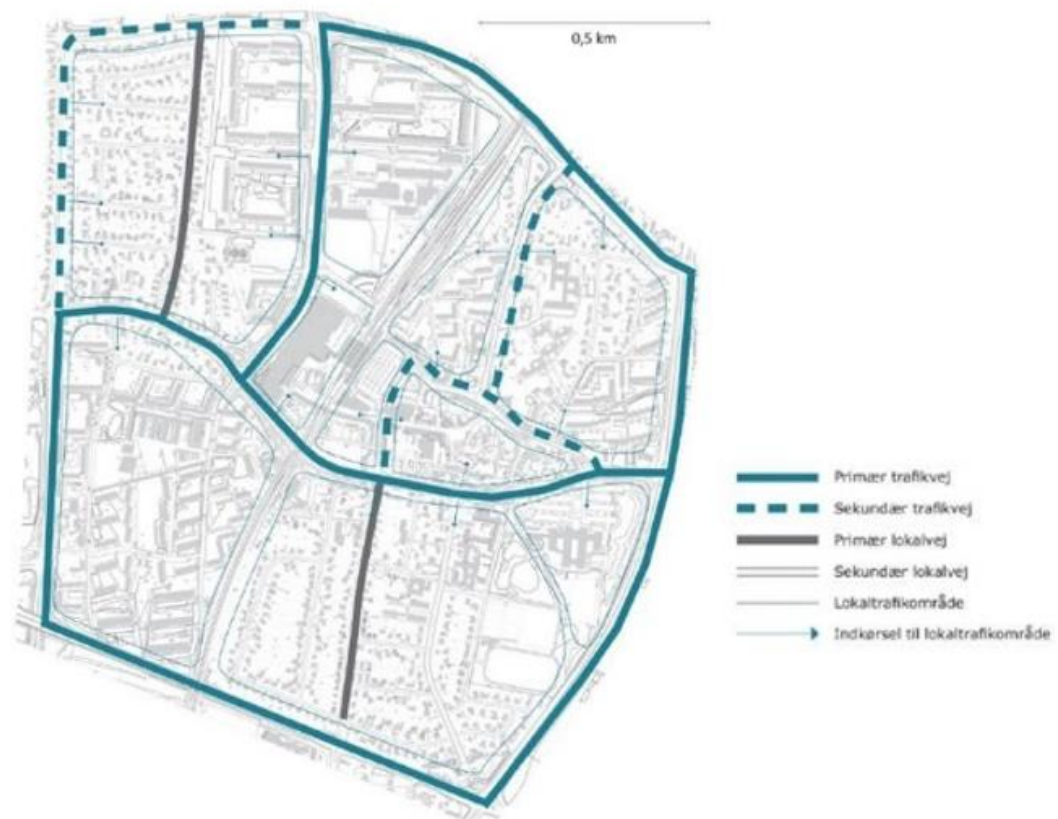 0,5 km
Primær trafikvej
Sekundær trafikvej
Primær lokalvej
Sekundær lokalvej
Lokaltrafikområde
Indkørsel til lokaltrafikområde